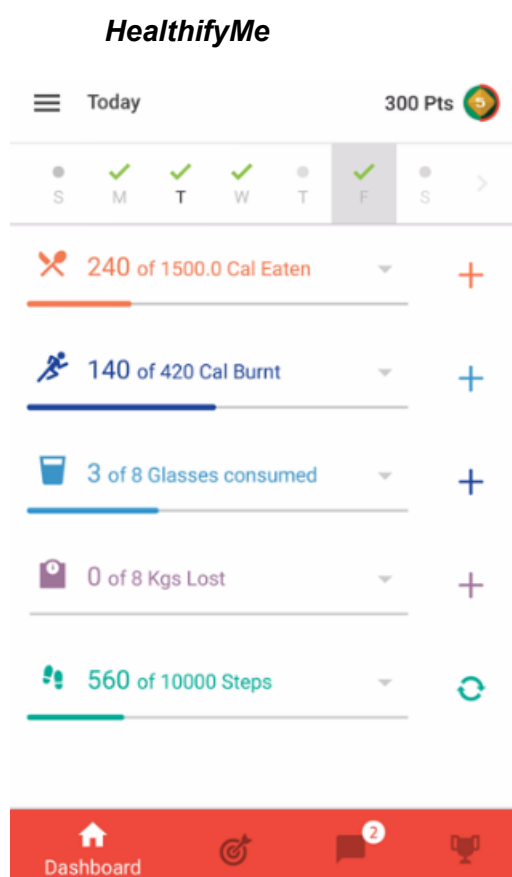 HealthifyMe
Today 300 Pts 5
S M T W T F S
240 of 1500.0 Cal Eaten
140 of 420 Cal Burnt
3 of 8 Glasses consumed
0 of 8 Kgs Lost
560 of 10000 Steps
2
Dashboard